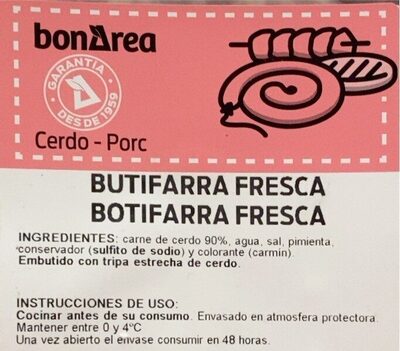 bonÀrea
GARANTIA
DESDE 1959
Cerdo - Porc
BUTIFARRA FRESCA
BOTIFARRA FRESCA
INGREDIENTES: carne de cerdo 90%, agua, sal, pimienta,
conservador (sulfito de sodio) y colorante (carmín).
Embutido con tripa estrecha de cerdo.
INSTRUCCIONES DE USO:
Cocinar antes de su consumo. Envasado en atmosfera protectora.
Mantener entre 0 y 4ºC
Una vez abierto el envase consumir en 48 horas.